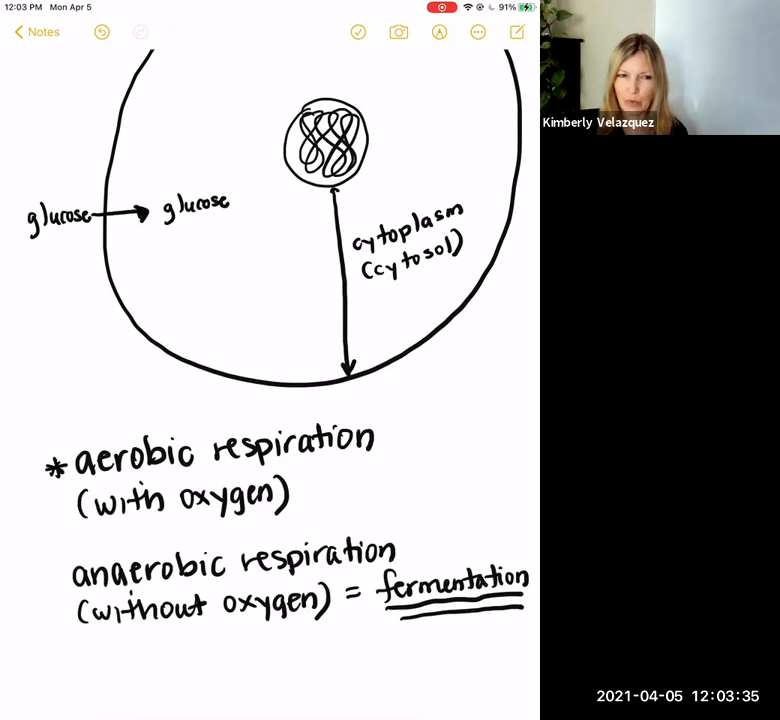 12:03 PM Mon Apr 5
91%
Notes
Kimberly Velazquez
glucose → glucose
cytoplasm
(cytosol)
* aerobic respiration
(with oxygen)
anaerobic respiration
(without oxygen) = fermentation
2021-04-05 12:03:35